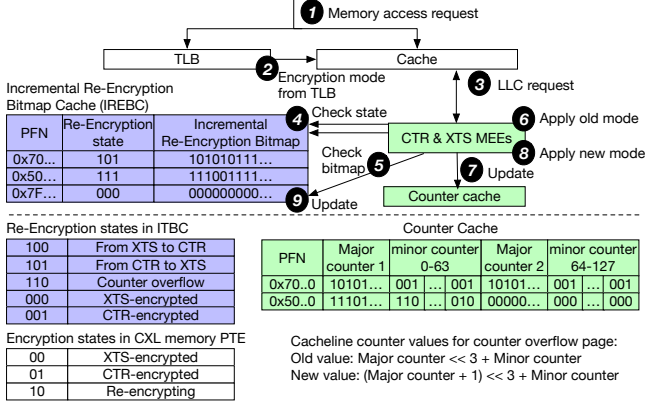 1 Memory access request
TLB
Cache
2 Encryption mode
from TLB
3 LLC request
Incremental Re-Encryption
Bitmap Cache (IREBC)
PFN Re-Encryption state Incremental Re-Encryption Bitmap
0x70... 101 101010111...
0x50... 111 111001111...
0x7F... 000 000000000...
4 Check state
Check
bitmap 5
CTR & XTS MEEs
6 Apply old mode
8 Apply new mode
7 Update
Counter cache
9 Update
Re-Encryption states in ITBC
100 From XTS to CTR
101 From CTR to XTS
110 Counter overflow
000 XTS-encrypted
001 CTR-encrypted
Encryption states in CXL memory PTE
00 XTS-encrypted
01 CTR-encrypted
10 Re-encrypting
Counter Cache
PFN Major counter 1 minor counter 0-63 Major counter 2 minor counter 64-127
0x70..0 10101... 001 ... 001 10101... 001 ... 001
0x50..0 11101... 110 ... 010 00000... 000 ... 000
Cacheline counter values for counter overflow page:
Old value: Major counter << 3 + Minor counter
New value: (Major counter + 1) << 3 + Minor counter